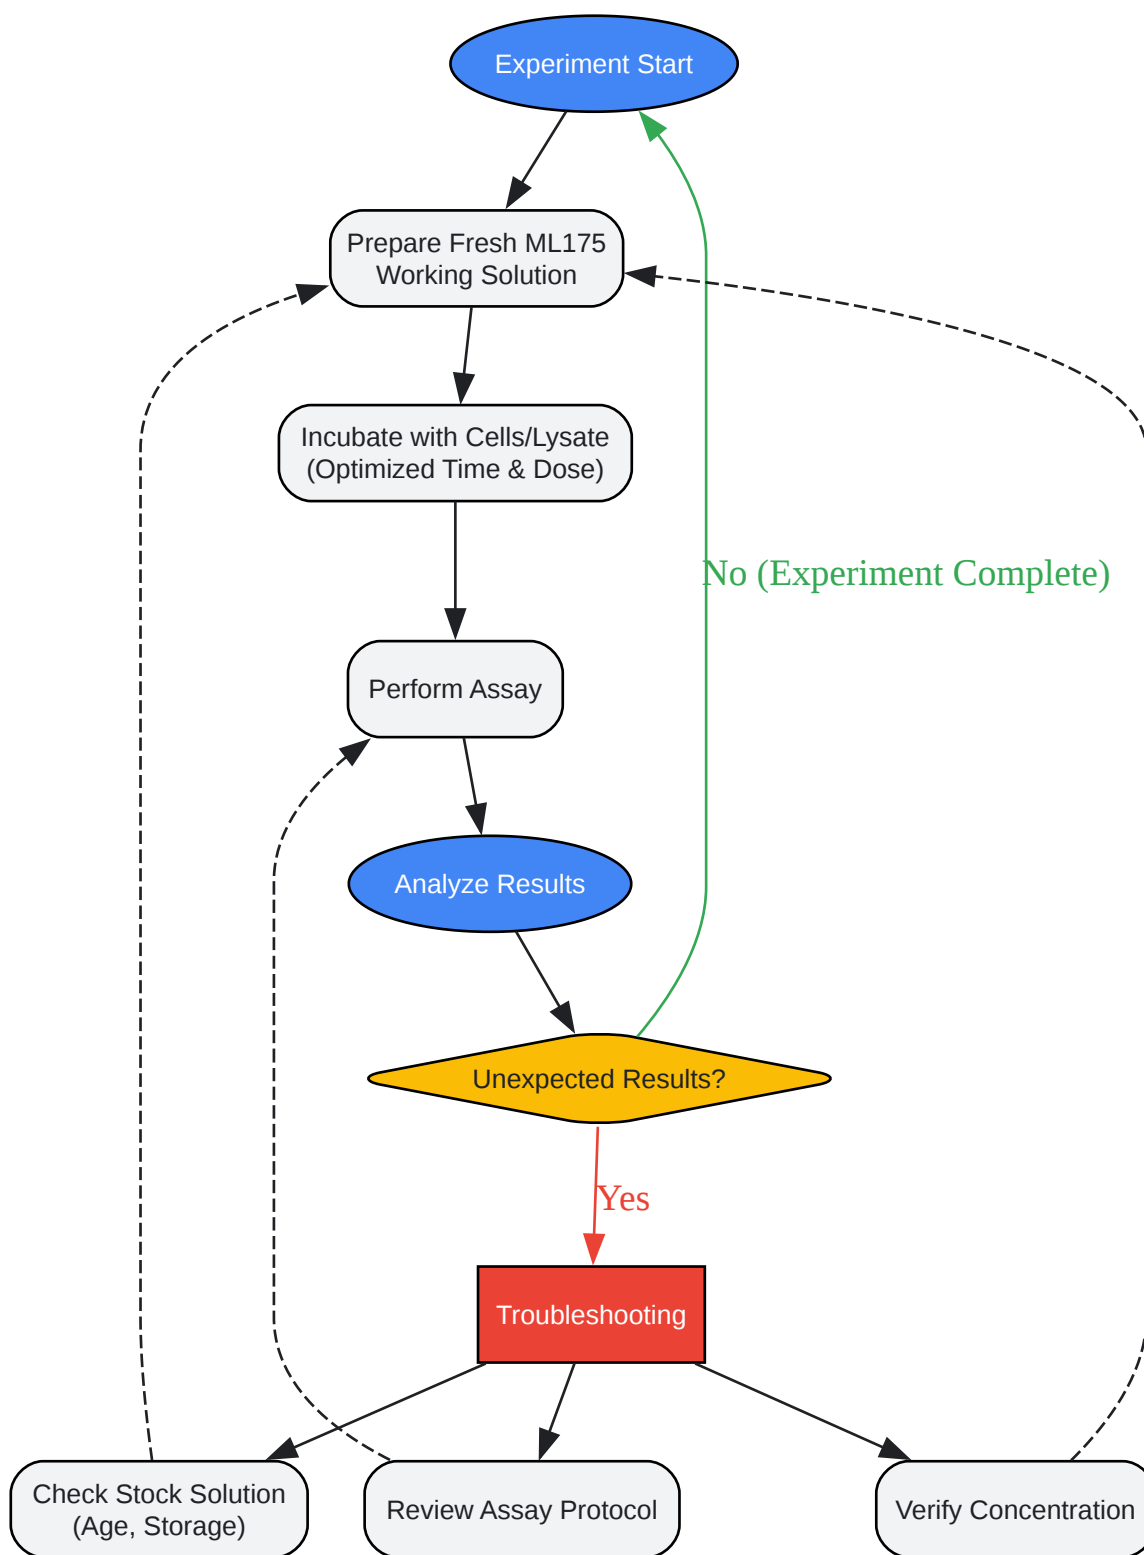 Experiment Start
Prepare Fresh ML175
Working Solution
Incubate with Cells/Lysate
(Optimized Time & Dose)
No (Experiment Complete)
Perform Assay
Analyze Results
Unexpected Results?
Yes
Troubleshooting
Check Stock Solution
(Age, Storage)
Review Assay Protocol
Verify Concentration